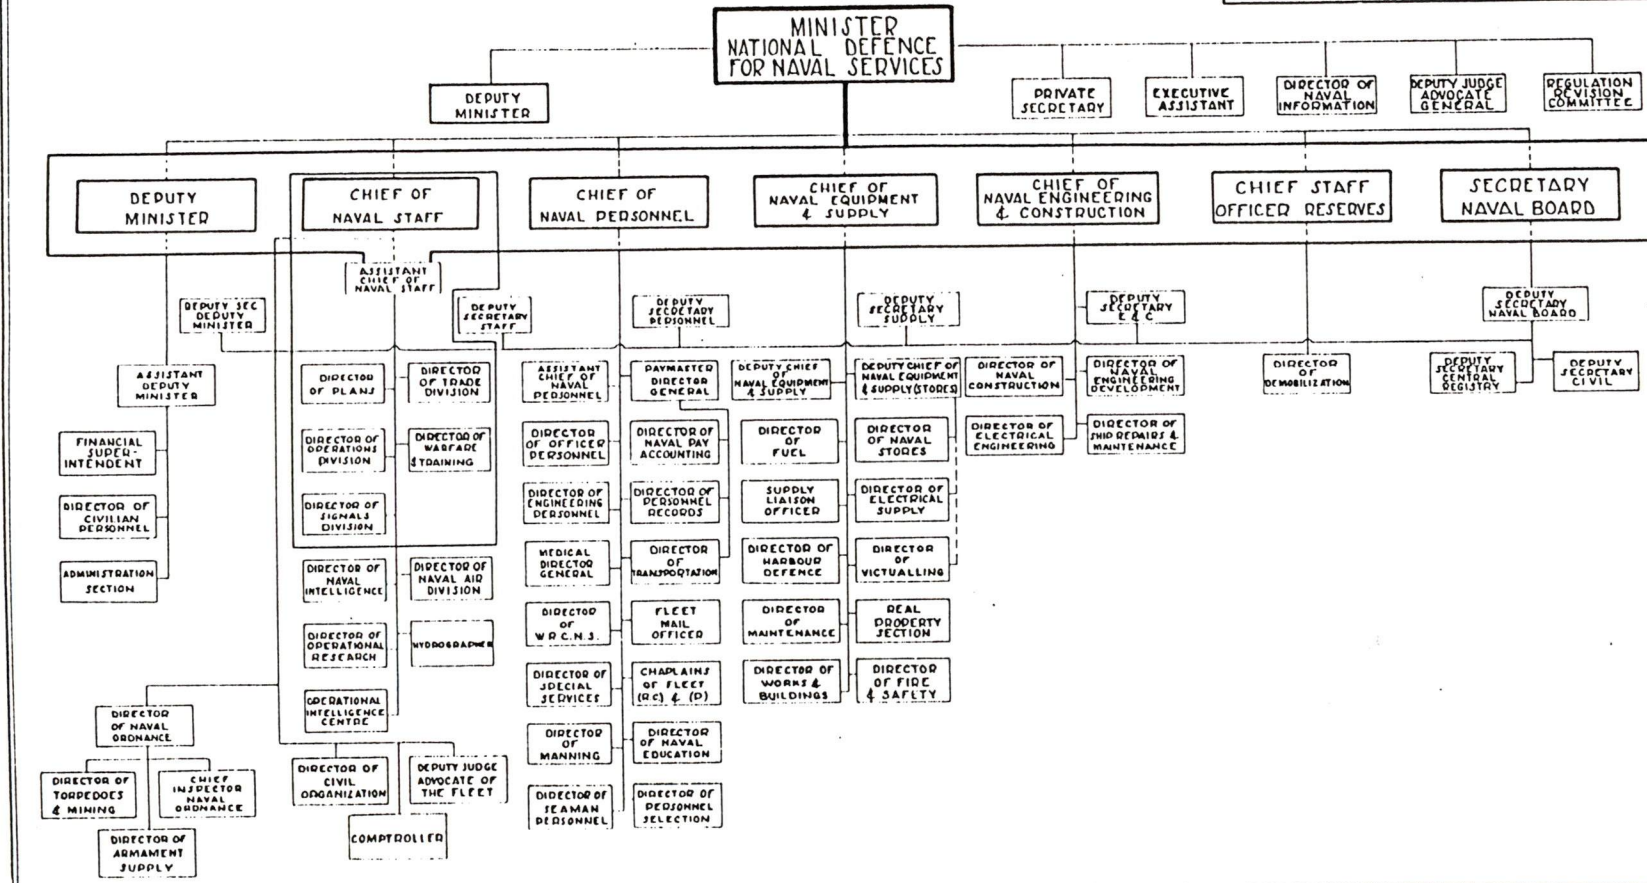 MINISTER
NATIONAL DEFENCE
FOR NAVAL SERVICES
DEPUTY
MINISTER
PRIVATE
SECRETARY
EXECUTIVE
ASSISTANT
DIRECTOR OF
NAVAL
INFORMATION
DEPUTY JUDGE
ADVOCATE
GENERAL
REGULATION
REVISION
COMMITTEE
DEPUTY
MINISTER
CHIEF OF
NAVAL STAFF
CHIEF OF
NAVAL PERSONNEL
CHIEF OF
NAVAL EQUIPMENT
& SUPPLY
CHIEF OF
NAVAL ENGINEERING
& CONSTRUCTION
CHIEF STAFF
OFFICER RESERVES
SECRETARY
NAVAL BOARD
ASSISTANT
CHIEF OF
NAVAL STAFF
DEPUTY SEC
DEPUTY
MINISTER
DEPUTY
SECRETARY
STAFF
DEPUTY
SECRETARY
PERSONNEL
DEPUTY
SECRETARY
SUPPLY
DEPUTY
SECRETARY
E & C
DEPUTY
SECRETARY
NAVAL BOARD
ASSISTANT
DEPUTY
MINISTER
DIRECTOR
OF PLANS
DIRECTOR
OF TRADE
DIVISION
ASSISTANT
CHIEF OF
NAVAL
PERSONNEL
PAYMASTER
DIRECTOR
GENERAL
DEPUTY CHIEF
OF
NAVAL EQUIPMENT
& SUPPLY
DEPUTY CHIEF OF
NAVAL EQUIPMENT
& SUPPLY (STORES)
DIRECTOR OF
NAVAL
CONSTRUCTION
DIRECTOR OF
NAVAL
ENGINEERING
DEVELOPMENT
DIRECTOR
OF
DEMOBILIZATION
DEPUTY
SECRETARY
CENTRAL
REGISTRY
DEPUTY
SECRETARY
CIVIL
FINANCIAL
SUPER-
INTENDENT
DIRECTOR OF
OPERATIONS
DIVISION
DIRECTOR OF
WARFARE
& TRAINING
DIRECTOR
OF OFFICER
PERSONNEL
DIRECTOR OF
NAVAL PAY
ACCOUNTING
DIRECTOR
OF
FUEL
DIRECTOR
OF NAVAL
STORES
DIRECTOR OF
ELECTRICAL
ENGINEERING
DIRECTOR OF
SHIP REPAIRS &
MAINTENANCE
DIRECTOR OF
CIVILIAN
PERSONNEL
DIRECTOR OF
SIGNALS
DIVISION
DIRECTOR OF
ENGINEERING
PERSONNEL
DIRECTOR OF
PERSONNEL
RECORDS
SUPPLY
LIAISON
OFFICER
DIRECTOR OF
ELECTRICAL
SUPPLY
ADMINISTRATION
SECTION
DIRECTOR OF
NAVAL
INTELLIGENCE
DIRECTOR OF
NAVAL AIR
DIVISION
MEDICAL
DIRECTOR
GENERAL
DIRECTOR
OF
TRANSPORTATION
DIRECTOR OF
HARBOUR
DEFENCE
DIRECTOR
OF
VICTUALLING
DIRECTOR OF
OPERATIONAL
RESEARCH
HYDROGRAPHER
DIRECTOR
OF
W R C.N.S.
FLEET
MAIL
OFFICER
DIRECTOR
OF
MAINTENANCE
REAL
PROPERTY
SECTION
OPERATIONAL
INTELLIGENCE
CENTRE
DIRECTOR OF
SPECIAL
SERVICES
CHAPLAINS
OF FLEET
(R C) & (P)
DIRECTOR OF
WORKS &
BUILDINGS
DIRECTOR
OF FIRE
& SAFETY
DIRECTOR
OF NAVAL
ORDNANCE
DIRECTOR
OF
MANNING
DIRECTOR
OF NAVAL
EDUCATION
DIRECTOR OF
TORPEDOES
& MINING
CHIEF
INSPECTOR
NAVAL
ORDNANCE
DIRECTOR OF
CIVIL
ORGANIZATION
DEPUTY JUDGE
ADVOCATE OF
THE FLEET
DIRECTOR OF
SEAMAN
PERSONNEL
DIRECTOR OF
PERSONNEL
SELECTION
DIRECTOR OF
ARMAMENT
SUPPLY
COMPTROLLER